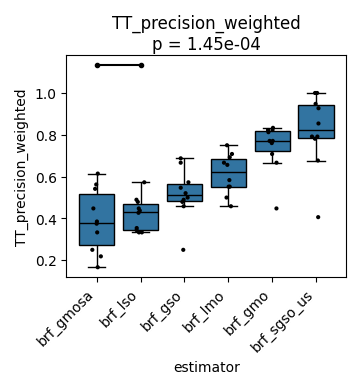 TT_precision_weighted
p = 1.45e-04
TT_precision_weighted
1.0
0.8
0.6
0.4
0.2
brf_gmosa
brf_lso
brf_gso
brf_lmo
brf_gmo
brf_sgso_us
estimator